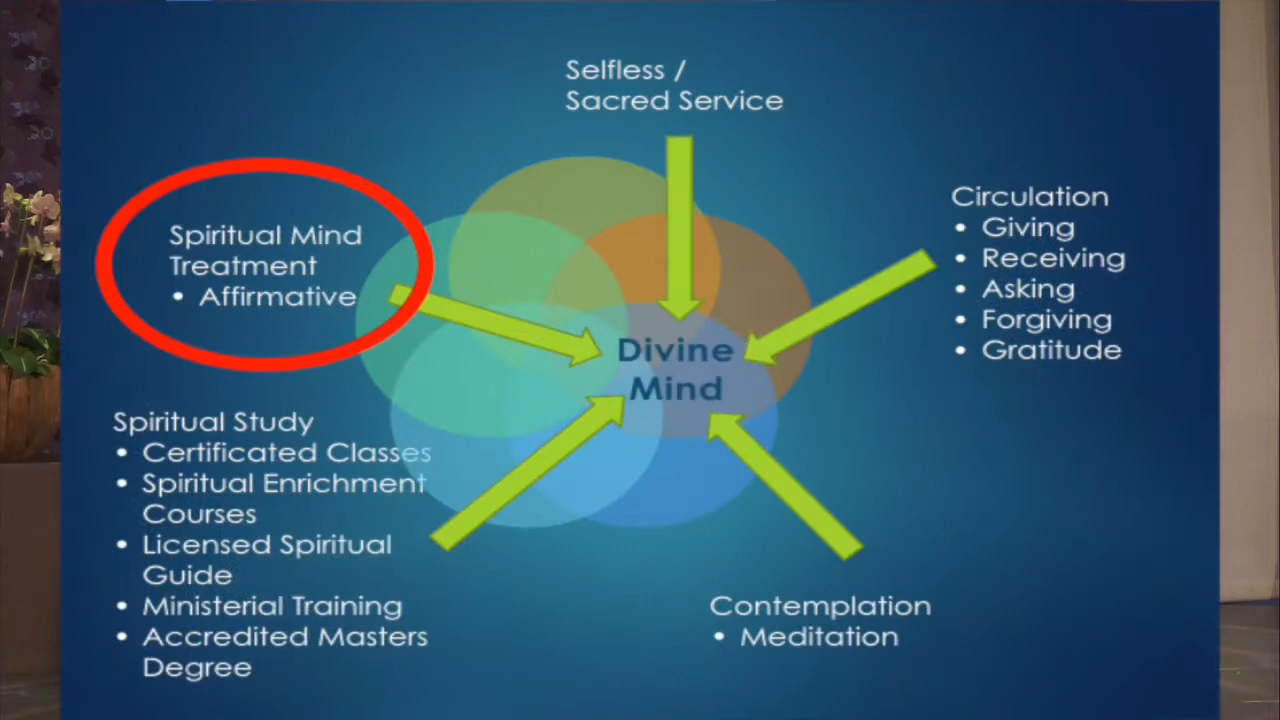 Selfless /
Sacred Service
Spiritual Mind
Treatment
• Affirmative
Circulation
• Giving
• Receiving
• Asking
• Forgiving
• Gratitude
Divine
Mind
Spiritual Study
• Certificated Classes
• Spiritual Enrichment
Courses
• Licensed Spiritual
Guide
• Ministerial Training
• Accredited Masters
Degree
Contemplation
• Meditation